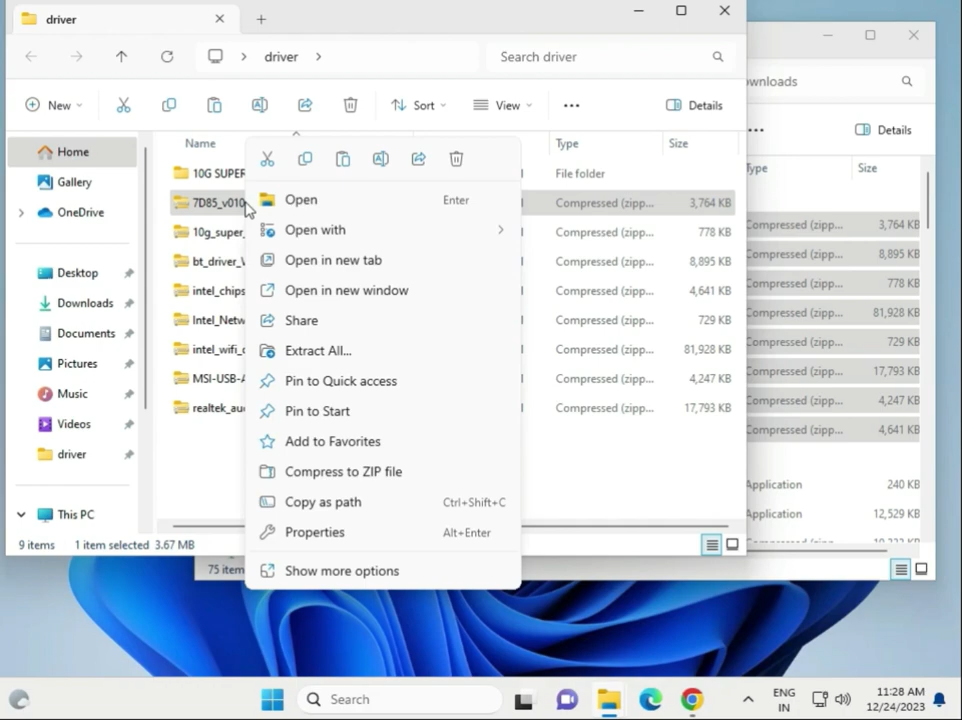 driver
driver
Search driver
wnloads
New
Sort
View
Details
Details
Name
Type
Size
Type
Size
Home
Gallery
OneDrive
Desktop
Downloads
Documents
Pictures
Music
Videos
driver
This PC
10G SUPER
File folder
7D85_v010
Compressed (zipp...
3,764 KB
10g_super_
Compressed (zipp...
778 KB
bt_driver_
Compressed (zipp...
8,895 KB
intel_chips
Compressed (zipp...
4,641 KB
Intel_Netw
Compressed (zipp...
729 KB
intel_wifi_
Compressed (zipp...
81,928 KB
MSI-USB-
Compressed (zipp...
4,247 KB
realtek_au
Compressed (zipp...
17,793 KB
Open
Enter
Open with
Open in new tab
Open in new window
Share
Extract All...
Pin to Quick access
Pin to Start
Add to Favorites
Compress to ZIP file
Copy as path
Ctrl+Shift+C
Properties
Alt+Enter
Show more options
Compressed (zipp...
3,764 KB
Compressed (zipp...
8,895 KB
Compressed (zipp...
778 KB
Compressed (zipp...
81,928 KB
Compressed (zipp...
729 KB
Compressed (zipp...
17,793 KB
Compressed (zipp...
4,247 KB
Compressed (zipp...
4,641 KB
Application
240 KB
Application
12,529 KB
9 items
1 item selected 3.67 MB
75 item
Search
ENG
IN
11:28 AM
12/24/2023